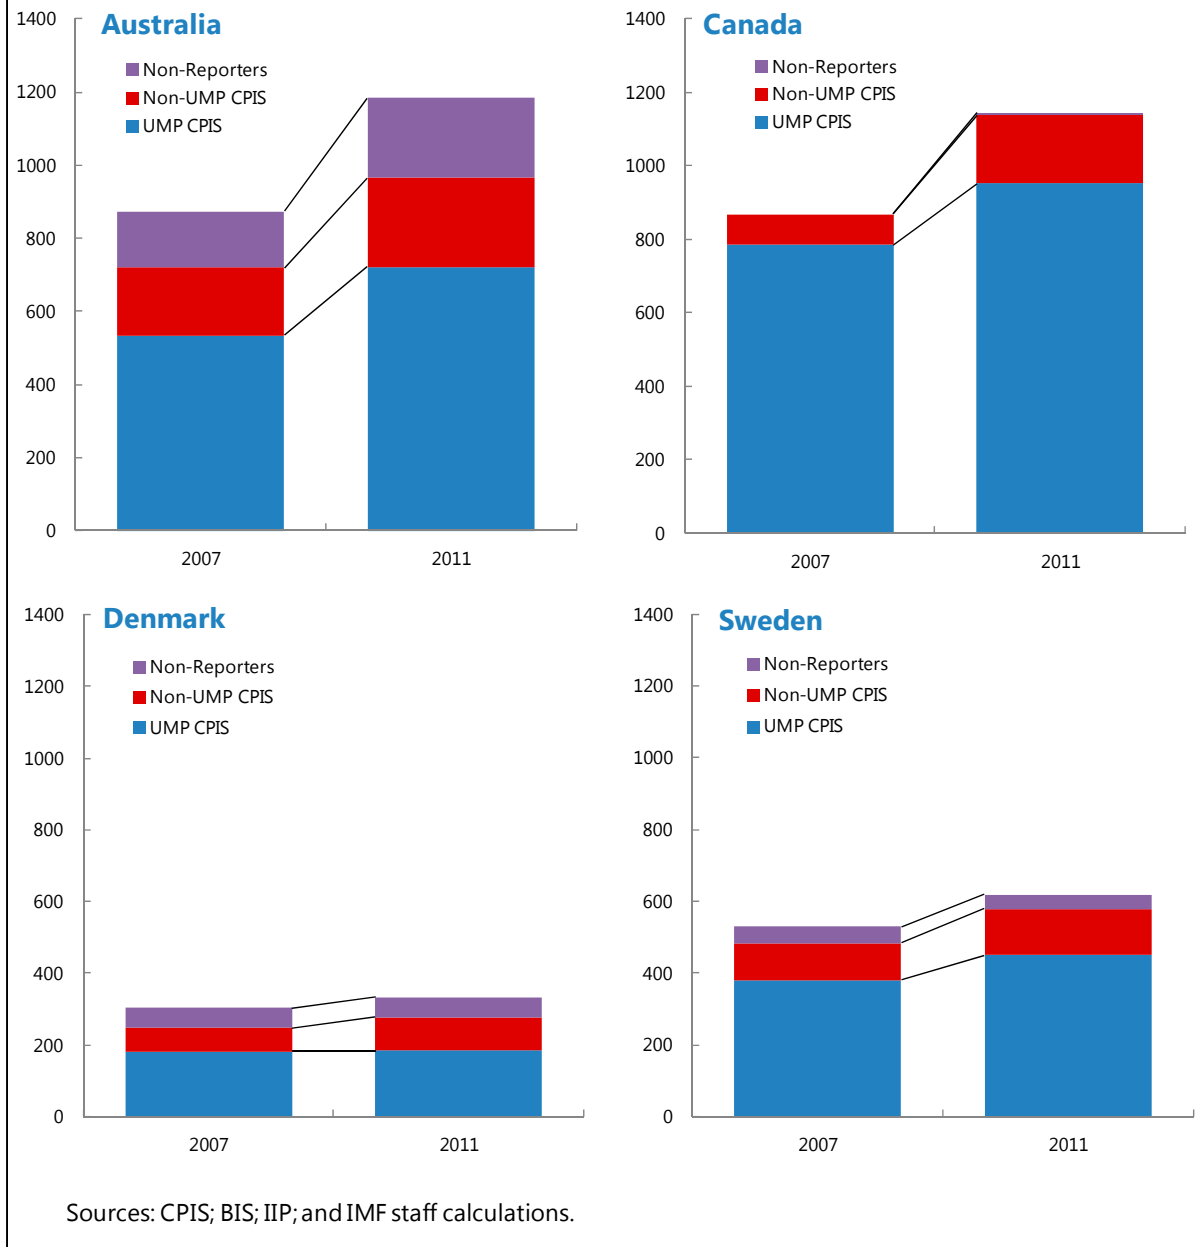 Australia
Non-Reporters
Non-UMP CPIS
UMP CPIS
1400
1200
1000
800
600
400
200
0
2007 2011
Canada
Non-Reporters
Non-UMP CPIS
UMP CPIS
1400
1200
1000
800
600
400
200
0
2007 2011
Denmark
Non-Reporters
Non-UMP CPIS
UMP CPIS
1400
1200
1000
800
600
400
200
0
2007 2011
Sweden
Non-Reporters
Non-UMP CPIS
UMP CPIS
1400
1200
1000
800
600
400
200
0
2007 2011
Sources: CPIS; BIS; IIP; and IMF staff calculations.